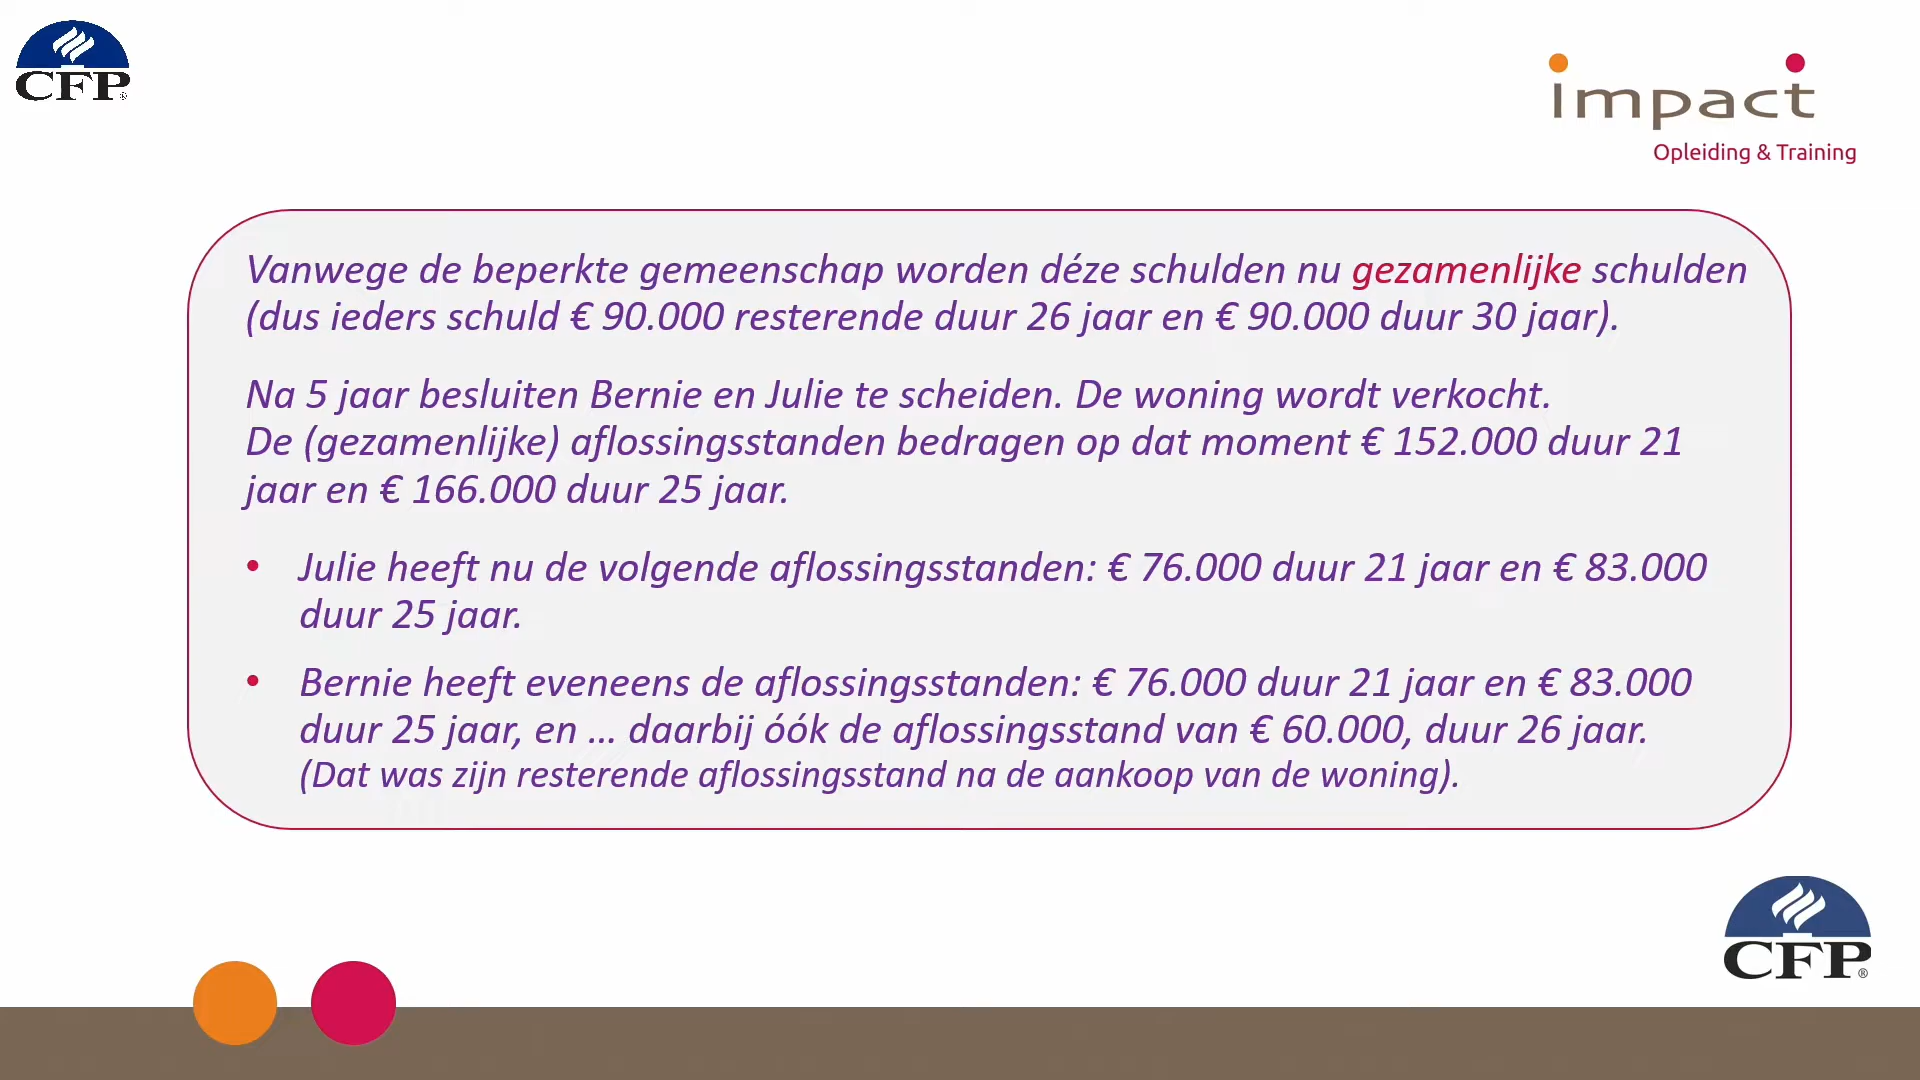 CFP®
impact
Opleiding & Training
Vanwege de beperkte gemeenschap worden déze schulden nu gezamenlijke schulden
(dus ieders schuld € 90.000 resterende duur 26 jaar en € 90.000 duur 30 jaar).
Na 5 jaar besluiten Bernie en Julie te scheiden. De woning wordt verkocht.
De (gezamenlijke) aflossingsstanden bedragen op dat moment € 152.000 duur 21
jaar en € 166.000 duur 25 jaar.
• Julie heeft nu de volgende aflossingsstanden: € 76.000 duur 21 jaar en € 83.000
duur 25 jaar.
• Bernie heeft eveneens de aflossingsstanden: € 76.000 duur 21 jaar en € 83.000
duur 25 jaar, en ... daarbij óók de aflossingsstand van € 60.000, duur 26 jaar.
(Dat was zijn resterende aflossingsstand na de aankoop van de woning).
CFP®